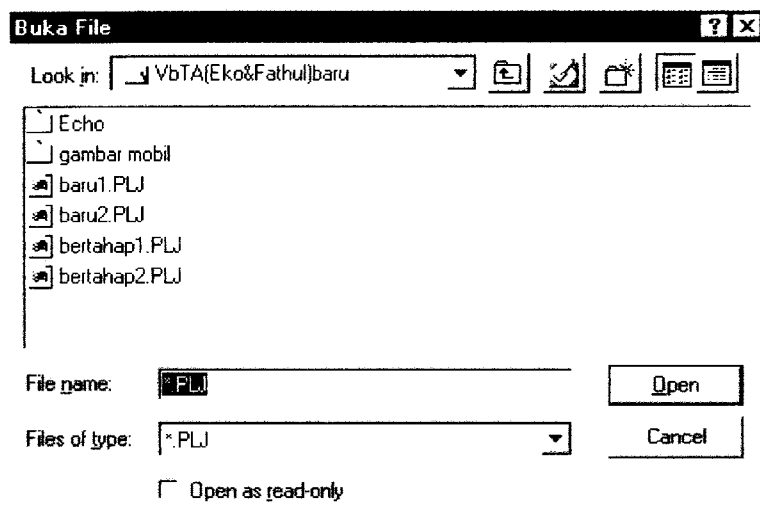 Buka File
Look in: VbTA(Eko&Fathul)baru
Echo
gambar mobil
baru1.PLJ
baru2.PLJ
bertahap1.PLJ
bertahap2.PLJ
File name: *.PLJ Open
Files of type: *.PLJ Cancel
Open as read-only